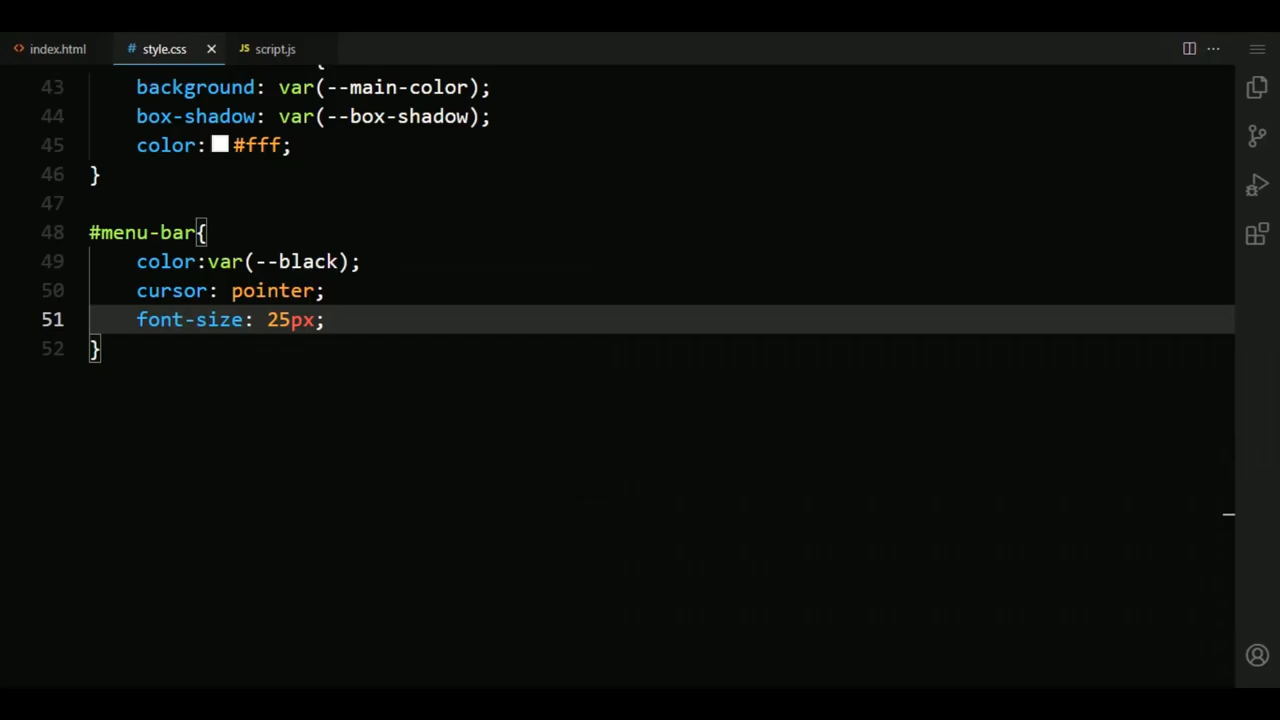 index.html # style.css JS script.js
{
43 background: var(--main-color);
44 box-shadow: var(--box-shadow);
45 color: #fff;
46 }
47
48 #menu-bar{
49 color:var(--black);
50 cursor: pointer;
51 font-size: 25px;
52 }